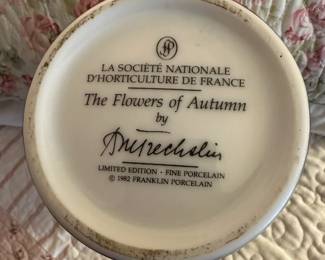 LA SOCIÉTÉ NATIONALE
D'HORTICULTURE DE FRANCE
The Flowers of Autumn
by
LIMITED EDITION • FINE PORCELAIN
© 1982 FRANKLIN PORCELAIN